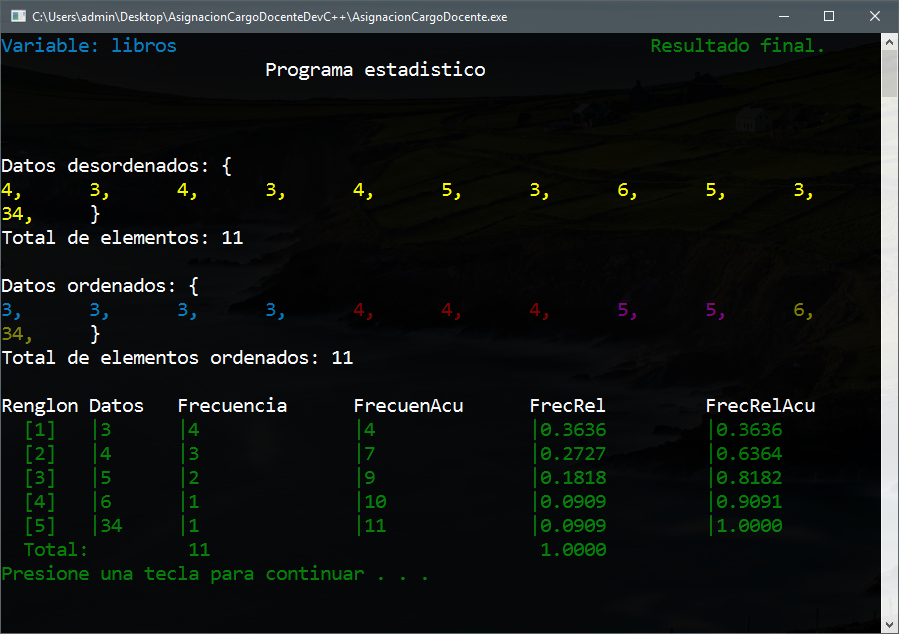 C:\Users\admin\Desktop\AsignacionCargoDocenteDevC++\AsignacionCargoDocente.exe
Variable: libros Resultado final.
Programa estadistico
Datos desordenados: {
4, 3, 4, 3, 4, 5, 3, 6, 5, 3,
34, }
Total de elementos: 11
Datos ordenados: {
3, 3, 3, 3, 4, 4, 4, 5, 5, 6,
34, }
Total de elementos ordenados: 11
Renglon Datos Frecuencia FrecuenAcu FrecRel FrecRelAcu
[1] |3 |4 |4 |0.3636 |0.3636
[2] |4 |3 |7 |0.2727 |0.6364
[3] |5 |2 |9 |0.1818 |0.8182
[4] |6 |1 |10 |0.0909 |0.9091
[5] |34 |1 |11 |0.0909 |1.0000
Total: 11 1.0000
Presione una tecla para continuar . . .